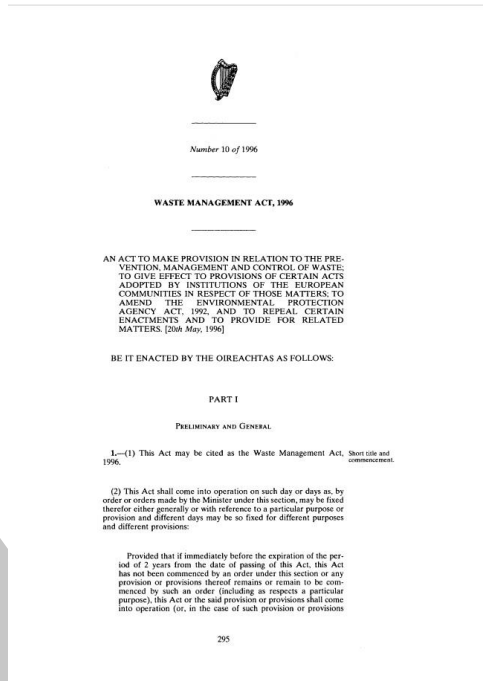 Number 10 of 1996
WASTE MANAGEMENT ACT, 1996
AN ACT TO MAKE PROVISION IN RELATION TO THE PRE-
VENTION, MANAGEMENT AND CONTROL OF WASTE;
TO GIVE EFFECT TO PROVISIONS OF CERTAIN ACTS
ADOPTED BY INSTITUTIONS OF THE EUROPEAN
COMMUNITIES IN RESPECT OF THOSE MATTERS; TO
AMEND THE ENVIRONMENTAL PROTECTION
AGENCY ACT, 1992, AND TO REPEAL CERTAIN
ENACTMENTS AND TO PROVIDE FOR RELATED
MATTERS. [20th May, 1996]
BE IT ENACTED BY THE OIREACHTAS AS FOLLOWS:
PART I
PRELIMINARY AND GENERAL
1.—(1) This Act may be cited as the Waste Management Act,
1996.
Short title and
commencement.
(2) This Act shall come into operation on such day or days as, by
order or orders made by the Minister under this section, may be fixed
therefor either generally or with reference to a particular purpose or
provision and different days may be so fixed for different purposes
and different provisions:
Provided that if immediately before the expiration of the per-
iod of 2 years from the date of passing of this Act, this Act
has not been commenced by an order under this section or any
provision or provisions thereof remains or remain to be com-
menced by such an order (including as respects a particular
purpose), this Act or the said provision or provisions shall come
into operation (or, in the case of such provision or provisions
295